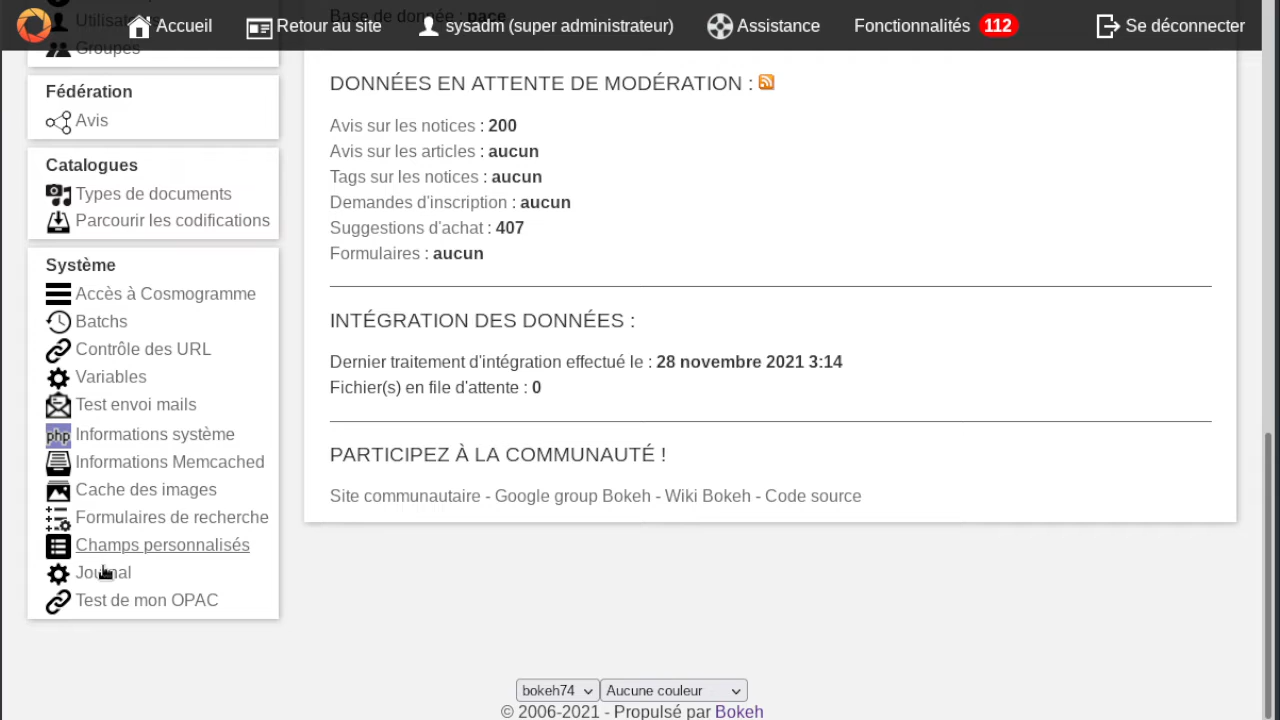 Base de donnée : pace
Accueil
Retour au site
sysadm (super administrateur)
Assistance
Fonctionnalités 112
Se déconnecter
Utilisateurs
Groupes
Fédération
Avis
Catalogues
Types de documents
Parcourir les codifications
Système
Accès à Cosmogramme
Batchs
Contrôle des URL
Variables
Test envoi mails
php Informations système
Informations Memcached
Cache des images
Formulaires de recherche
Champs personnalisés
Journal
Test de mon OPAC
DONNÉES EN ATTENTE DE MODÉRATION :
Avis sur les notices : 200
Avis sur les articles : aucun
Tags sur les notices : aucun
Demandes d'inscription : aucun
Suggestions d'achat : 407
Formulaires : aucun
INTÉGRATION DES DONNÉES :
Dernier traitement d'intégration effectué le : 28 novembre 2021 3:14
Fichier(s) en file d'attente : 0
PARTICIPEZ À LA COMMUNAUTÉ !
Site communautaire - Google group Bokeh - Wiki Bokeh - Code source
bokeh74 Aucune couleur
© 2006-2021 - Propulsé par Bokeh